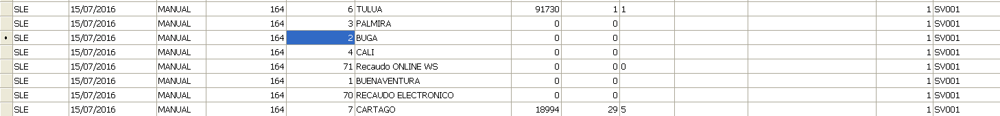 SLE 15/07/2016 MANUAL 164 6 TULUA 91730 1 1 1 SV001
SLE 15/07/2016 MANUAL 164 3 PALMIRA 0 0 1 SV001
SLE 15/07/2016 MANUAL 164 2 BUGA 0 0 1 SV001
SLE 15/07/2016 MANUAL 164 4 CALI 0 0 1 SV001
SLE 15/07/2016 MANUAL 164 71 Recaudo ONLINE WS 0 0 0 1 SV001
SLE 15/07/2016 MANUAL 164 1 BUENAVENTURA 0 0 1 SV001
SLE 15/07/2016 MANUAL 164 70 RECAUDO ELECTRONICO 0 0 1 SV001
SLE 15/07/2016 MANUAL 164 7 CARTAGO 18994 29 5 1 SV001